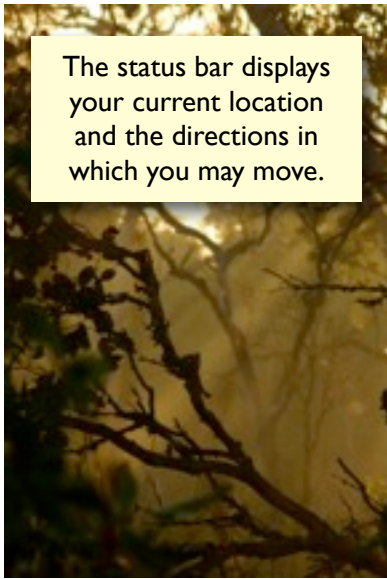 The status bar displays
your current location
and the directions in
which you may move.